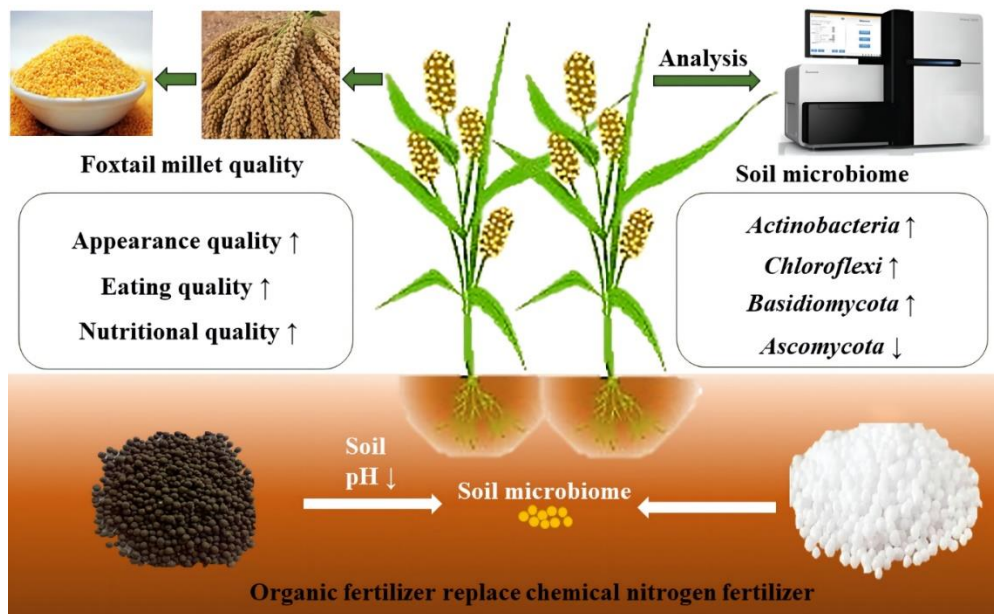 Analysis
Foxtail millet quality
Soil microbiome
Appearance quality ↑
Eating quality ↑
Nutritional quality ↑
Actinobacteria ↑
Chloroflexi ↑
Basidiomycota ↑
Ascomycota ↓
Soil
pH ↓
Soil microbiome
Organic fertilizer replace chemical nitrogen fertilizer